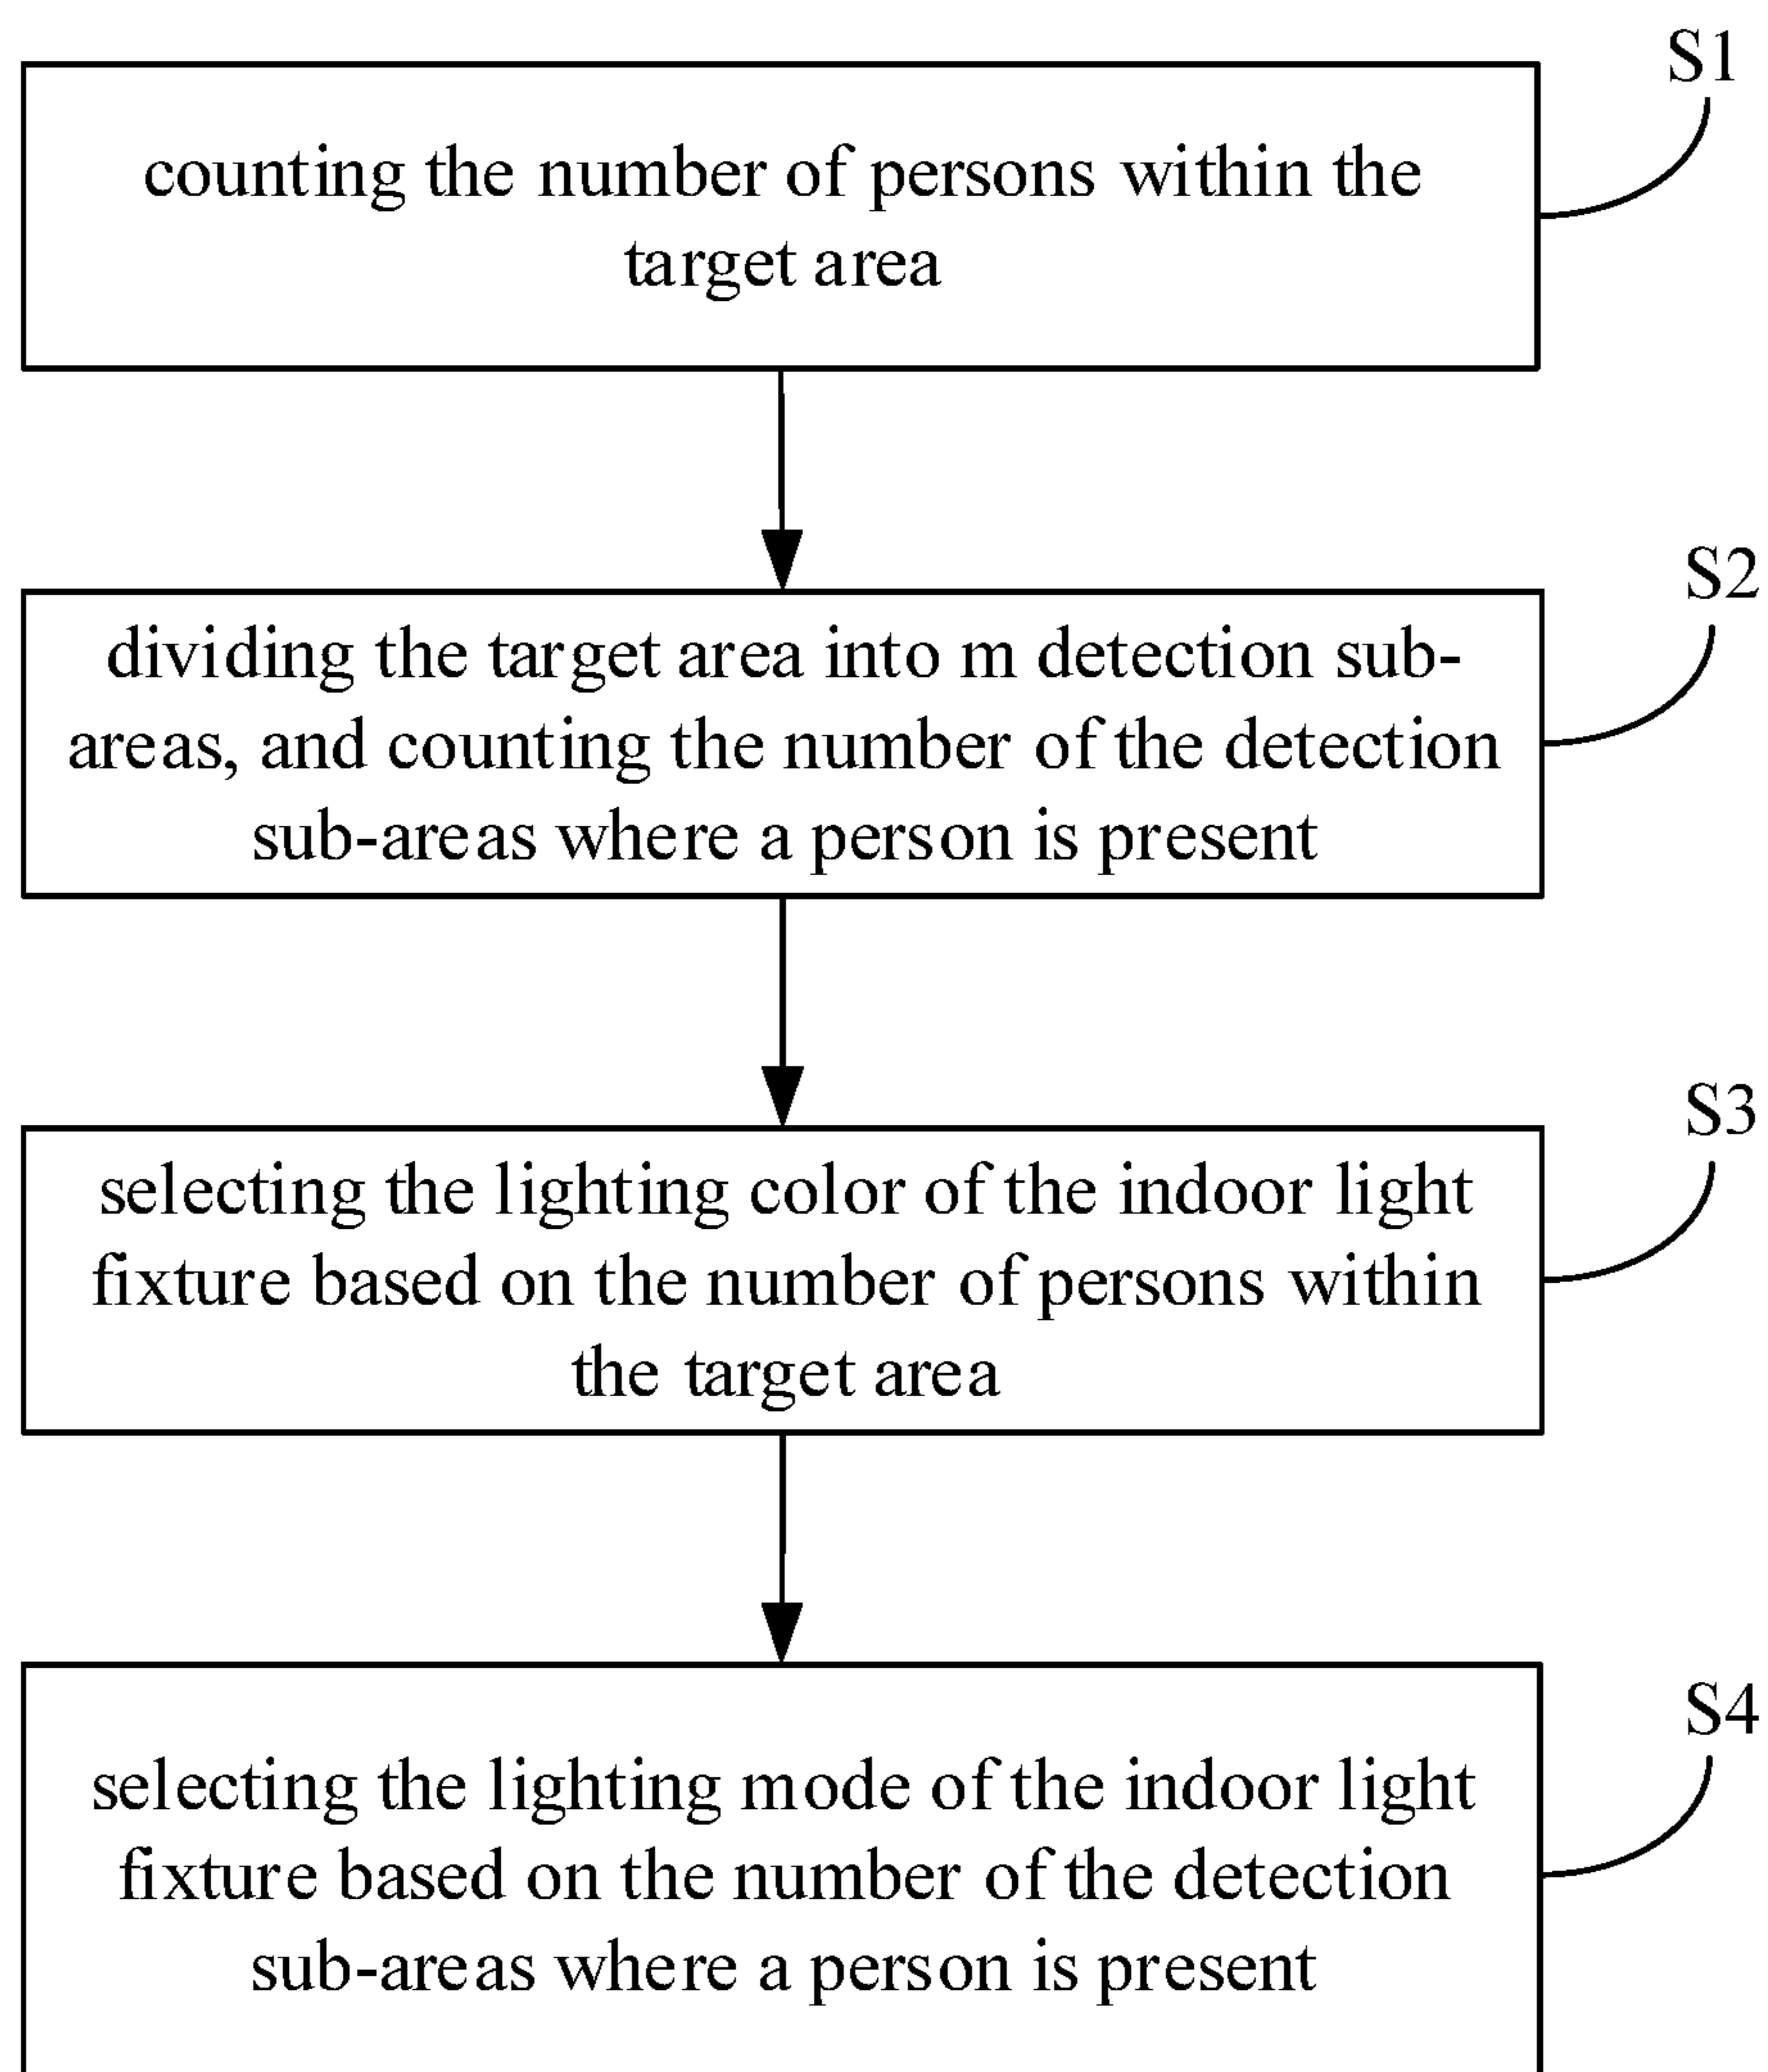 S1
counting the number of persons within the
target area
S2
dividing the target area into m detection sub-
areas, and counting the number of the detection
sub-areas where a person is present
S3
selecting the lighting color of the indoor light
fixture based on the number of persons within
the target area
S4
selecting the lighting mode of the indoor light
fixture based on the number of the detection
sub-areas where a person is present